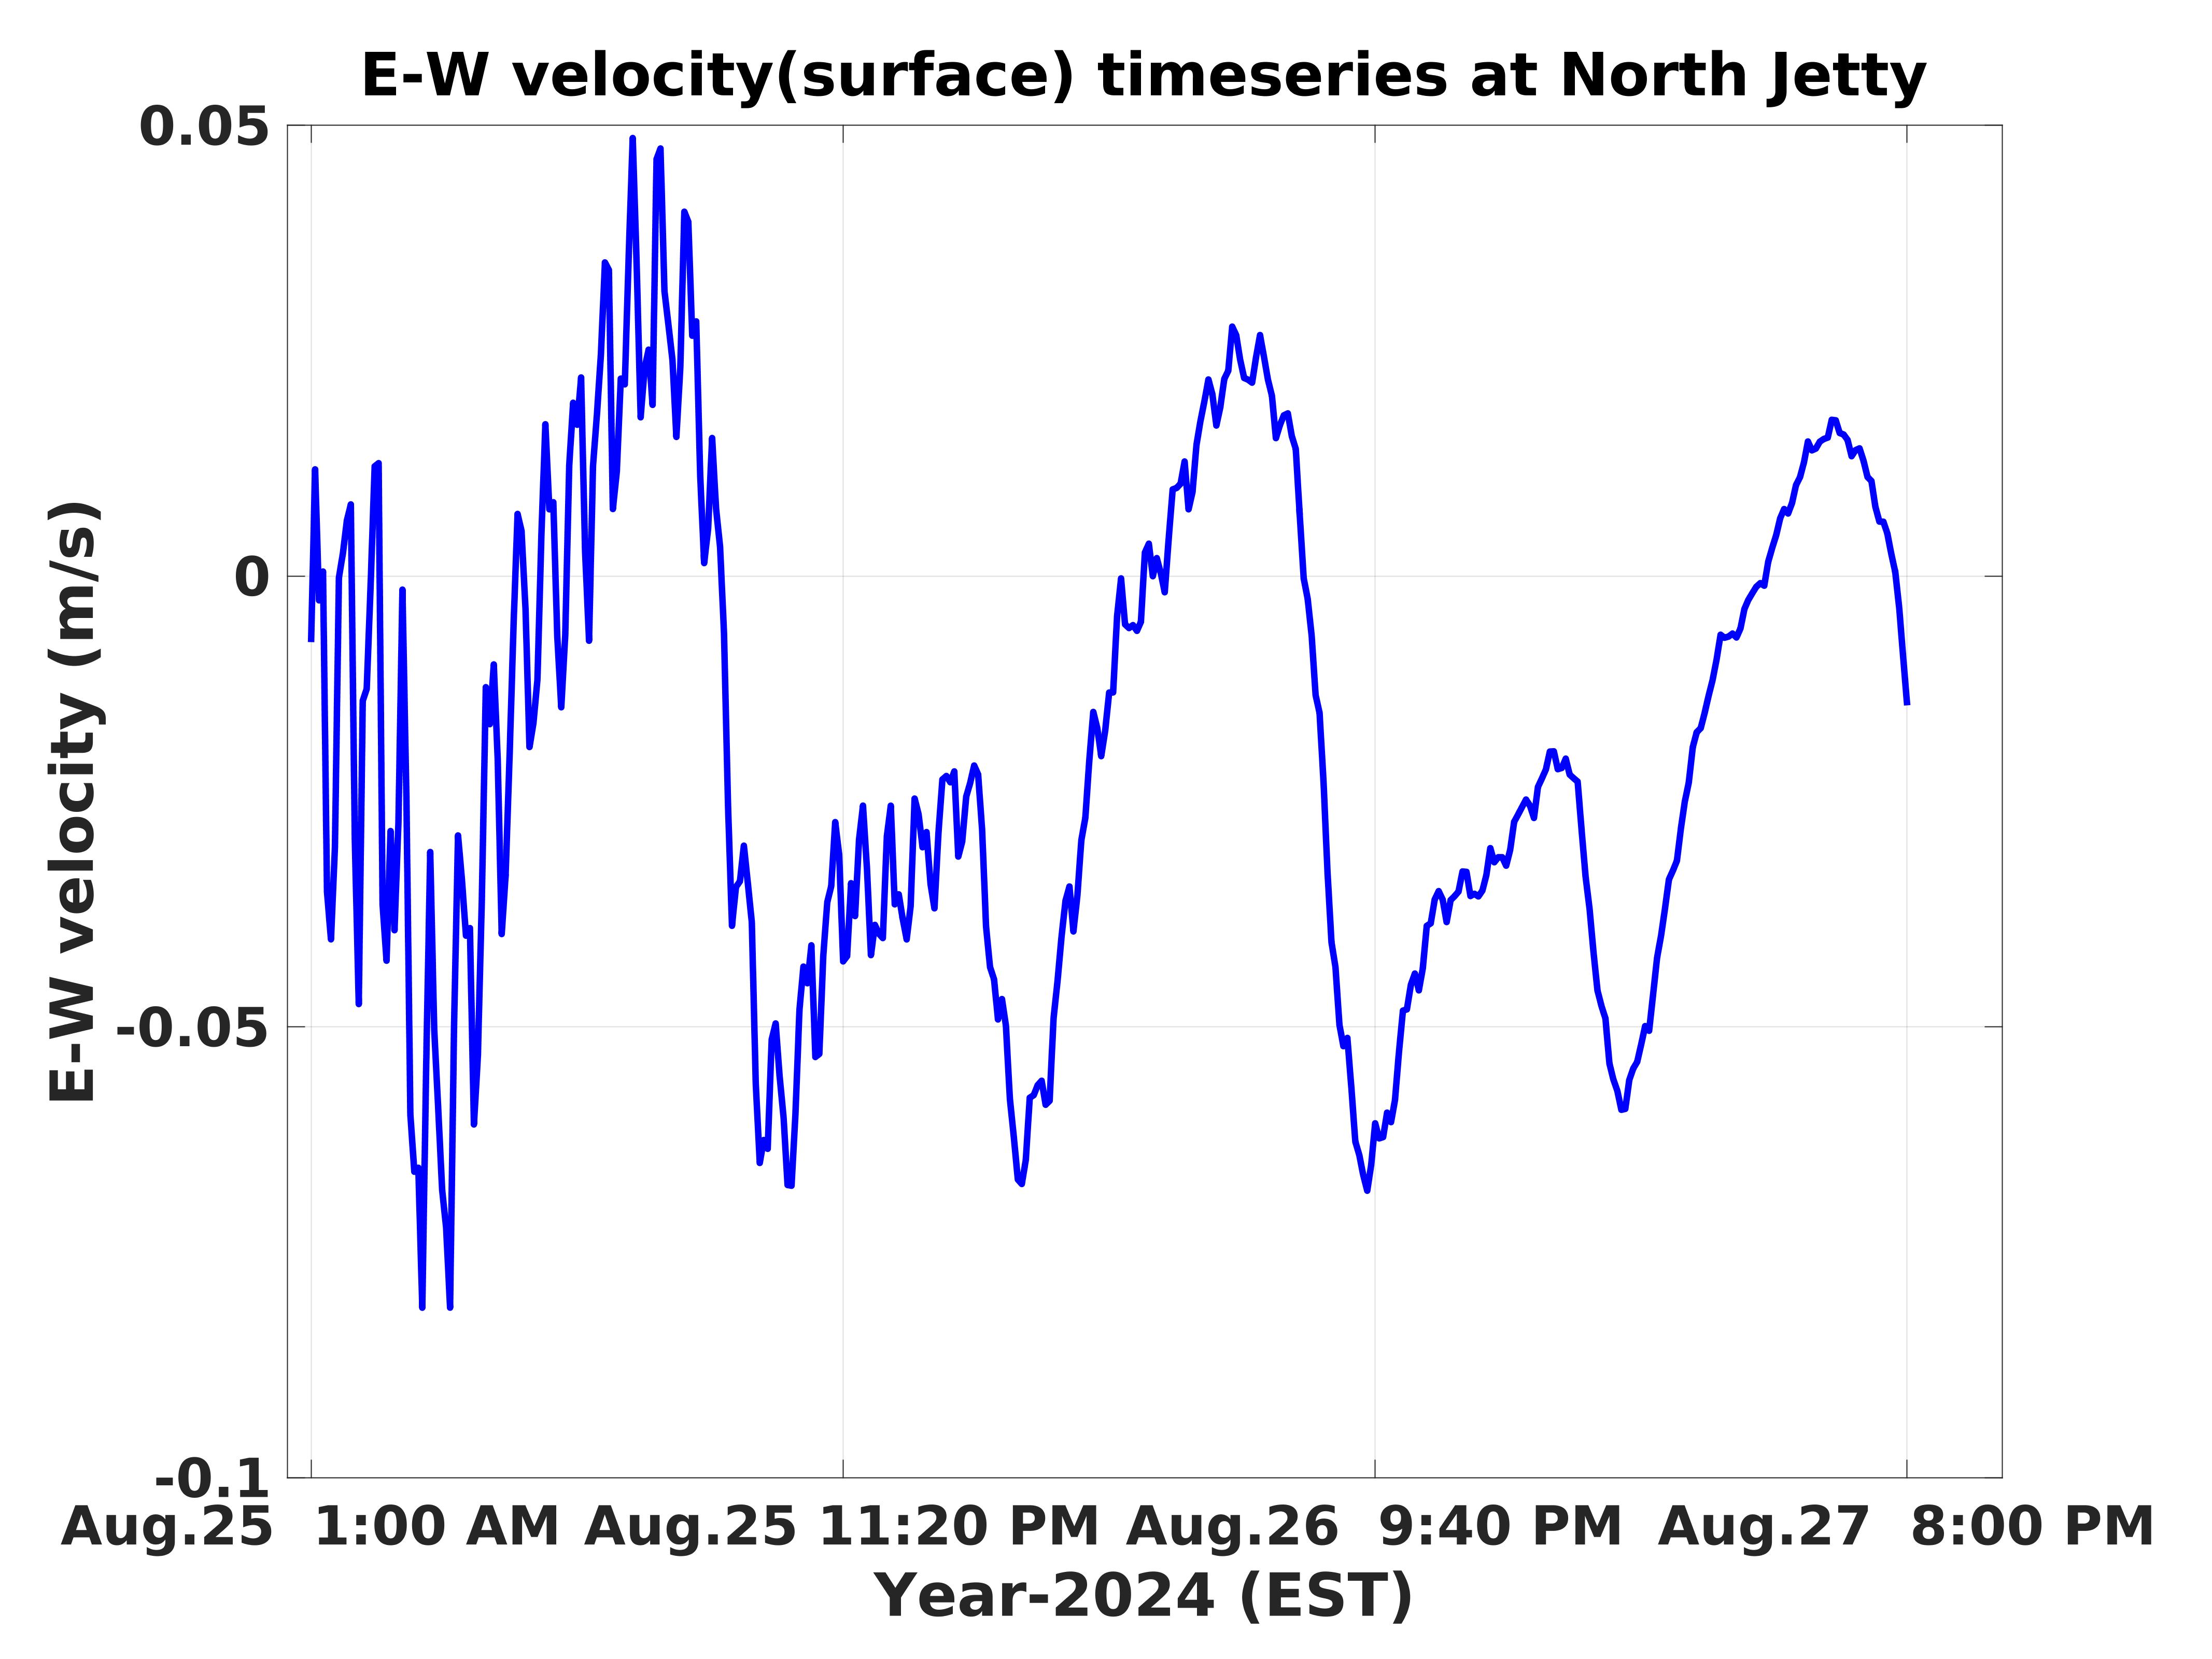 E-W velocity(surface) timeseries at North Jetty
0.05
0
-0.05
-0.1
E-W velocity (m/s)
Aug.25 1:00 AM Aug.25 11:20 PM Aug.26 9:40 PM Aug.27 8:00 PM
Year-2024 (EST)